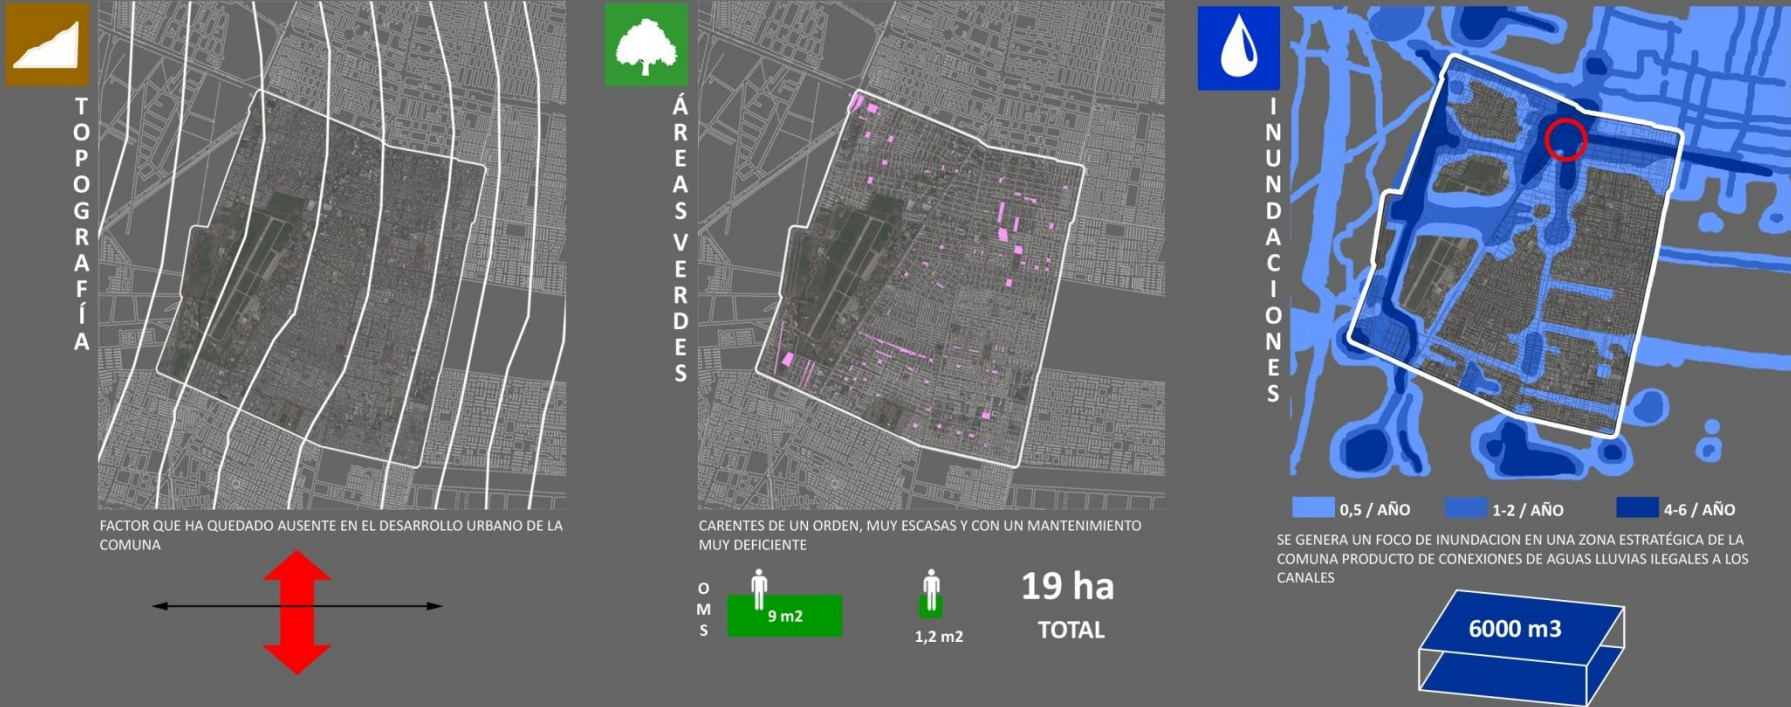 TOPOGRAFÍA
FACTOR QUE HA QUEDADO AUSENTE EN EL DESARROLLO URBANO DE LA
COMUNA
ÁREAS VERDES
CARENTES DE UN ORDEN, MUY ESCASAS Y CON UN MANTENIMIENTO
MUY DEFICIENTE
OMS
9 m2
1,2 m2
19 ha
TOTAL
INUNDACIONES
0,5 / AÑO
1-2 / AÑO
4-6 / AÑO
SE GENERA UN FOCO DE INUNDACION EN UNA ZONA ESTRATÉGICA DE LA
COMUNA PRODUCTO DE CONEXIONES DE AGUAS LLUVIAS ILEGALES A LOS
CANALES
6000 m3